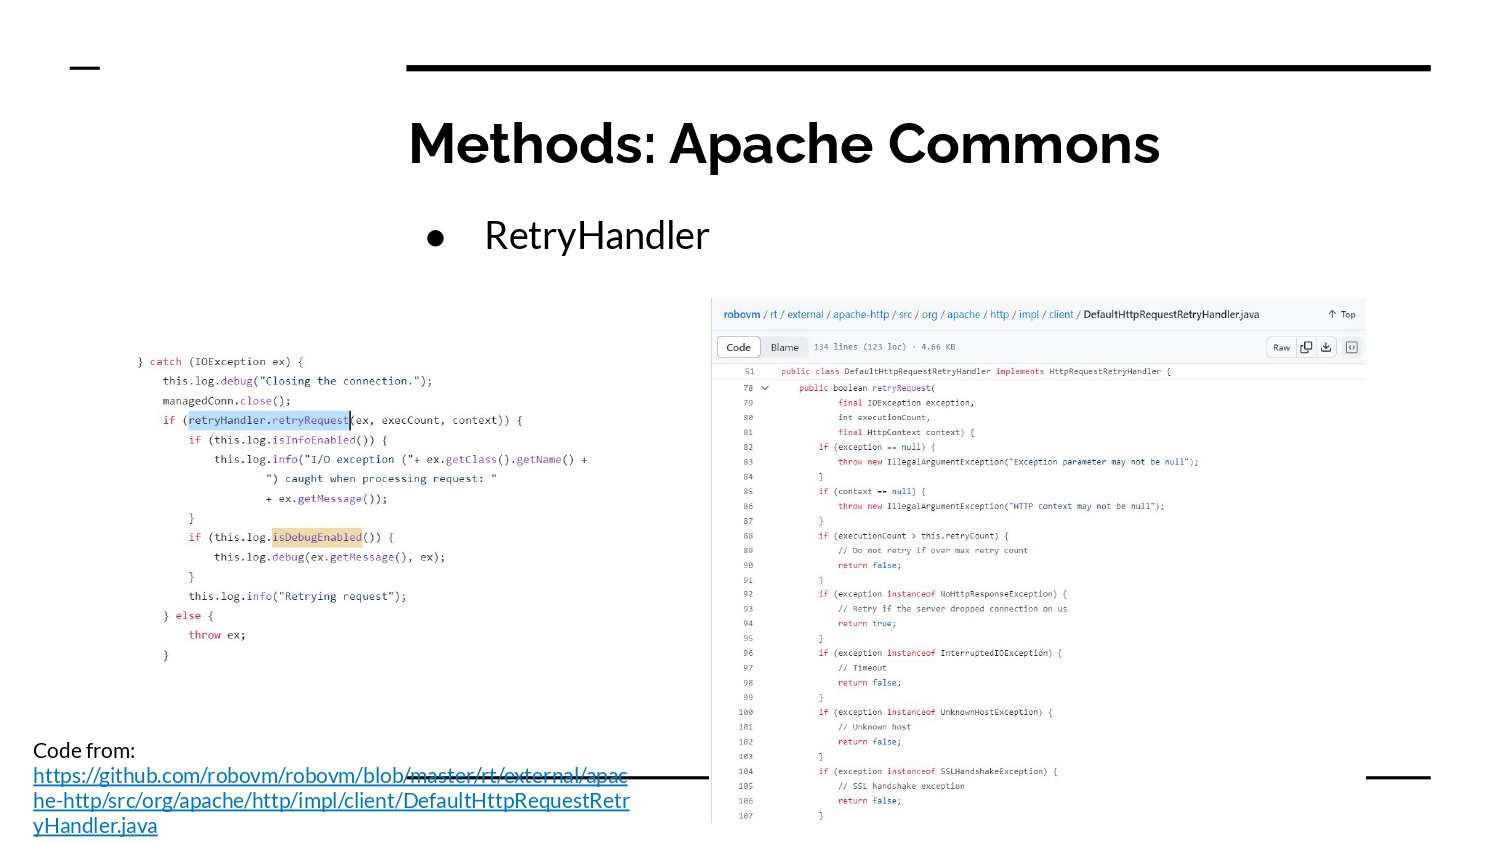 Methods: Apache Commons
● RetryHandler
} catch (IOException ex) {
this.log.debug("Closing the connection.");
managedConn.close();
if (retryHandler.retryRequest(ex, execCount, context)) {
if (this.log.isInfoEnabled()) {
this.log.info("I/O exception ("+ ex.getClass().getName() +
") caught when processing request: "
+ ex.getMessage());
}
if (this.log.isDebugEnabled()) {
this.log.debug(ex.getMessage(), ex);
}
this.log.info("Retrying request");
} else {
throw ex;
}
robovm / rt / external / apache-http / src / org / apache / http / impl / client / DefaultHttpRequestRetryHandler.java ↑ Top
Code Blame 134 lines (123 loc) · 4.66 KB Raw
51 public class DefaultHttpRequestRetryHandler implements HttpRequestRetryHandler {
78 public boolean retryRequest(
79 final IOException exception,
80 int executionCount,
81 final HttpContext context) {
82 if (exception == null) {
83 throw new IllegalArgumentException("Exception parameter may not be null");
84 }
85 if (context == null) {
86 throw new IllegalArgumentException("HTTP context may not be null");
87 }
88 if (executionCount > this.retryCount) {
89 // Do not retry if over max retry count
90 return false;
91 }
92 if (exception instanceof NoHttpResponseException) {
93 // Retry if the server dropped connection on us
94 return true;
95 }
96 if (exception instanceof InterruptedIOException) {
97 // Timeout
98 return false;
99 }
100 if (exception instanceof UnknownHostException) {
101 // Unknown host
102 return false;
103 }
104 if (exception instanceof SSLHandshakeException) {
105 // SSL handshake exception
106 return false;
107 }
Code from:
https://github.com/robovm/robovm/blob/master/rt/external/apac
he-http/src/org/apache/http/impl/client/DefaultHttpRequestRetr
yHandler.java